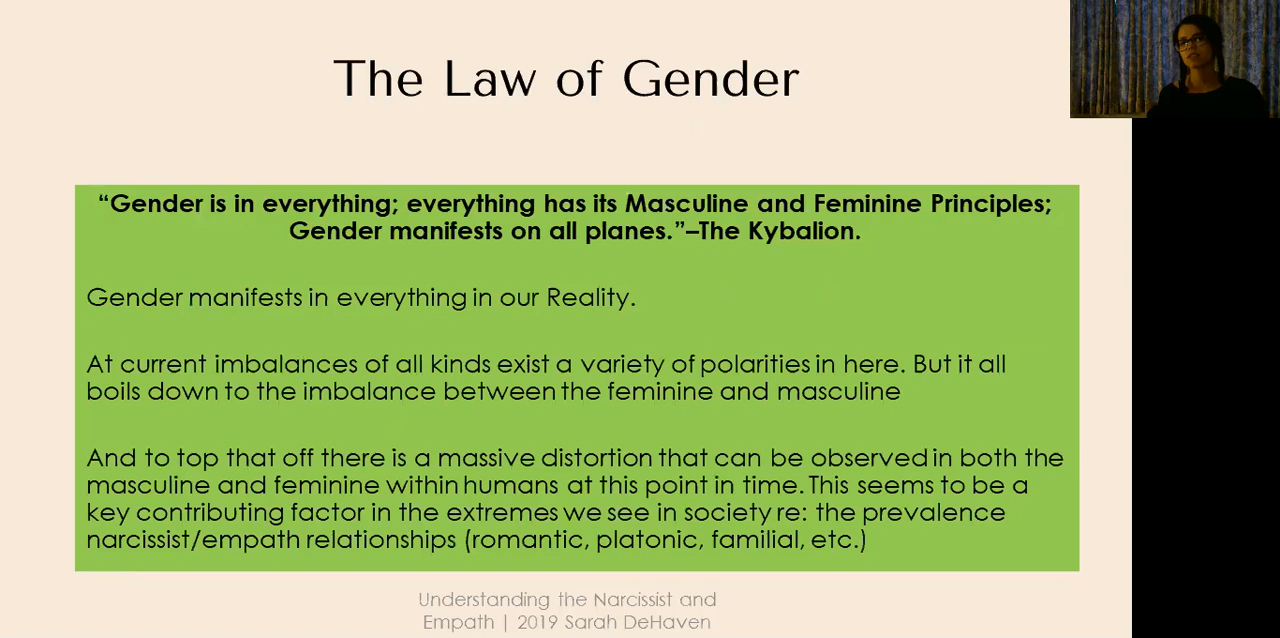 The Law of Gender
“Gender is in everything; everything has its Masculine and Feminine Principles;
Gender manifests on all planes.”–The Kybalion.
Gender manifests in everything in our Reality.
At current imbalances of all kinds exist a variety of polarities in here. But it all
boils down to the imbalance between the feminine and masculine
And to top that off there is a massive distortion that can be observed in both the
masculine and feminine within humans at this point in time. This seems to be a
key contributing factor in the extremes we see in society re: the prevalence
narcissist/empath relationships (romantic, platonic, familial, etc.)
Understanding the Narcissist and
Empath | 2019 Sarah DeHaven